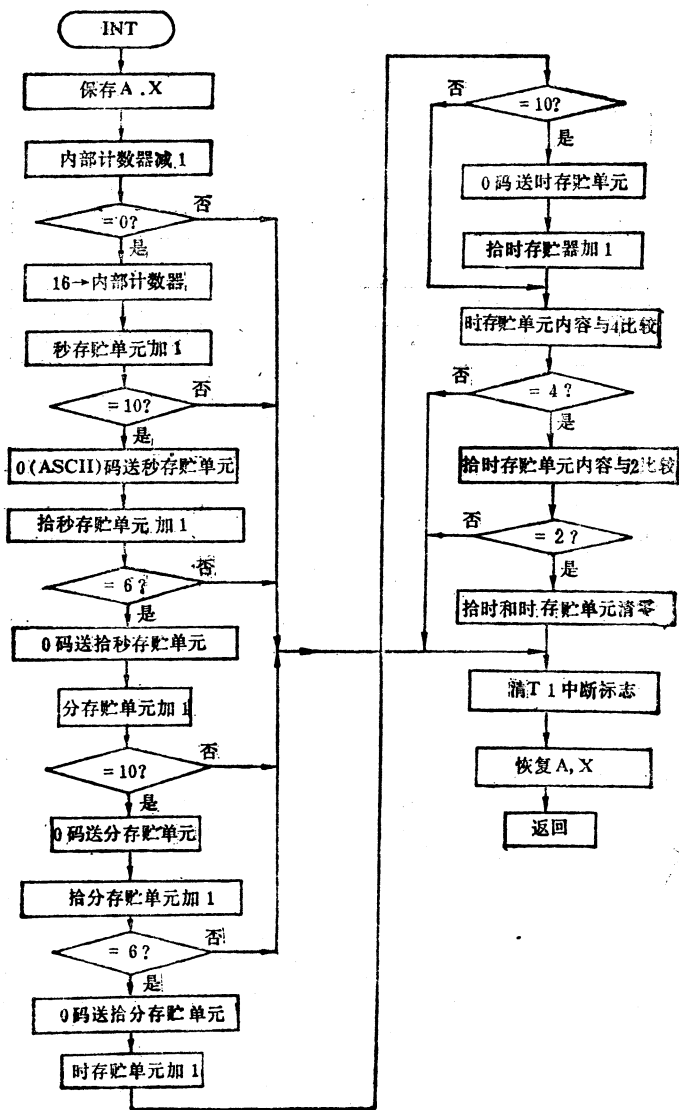 INT
保存A.X
内部计数器减1
=0?
否
是
16→内部计数器
秒存贮单元加1
=10?
否
是
0(ASCII)码送秒存贮单元
拾秒存贮单元加1
=6?
否
是
0码送拾秒存贮单元
分存贮单元加1
=10?
否
是
0码送分存贮单元
拾分存贮单元加1
=6?
否
是
0码送拾分存贮单元
时存贮单元加1
=10?
否
是
0码送时存贮单元
拾时存贮器加1
时存贮单元内容与4比较
=4?
否
是
拾时存贮单元内容与2比较
=2?
否
是
拾时和时存贮单元清零
清T1中断标志
恢复A,X
返回